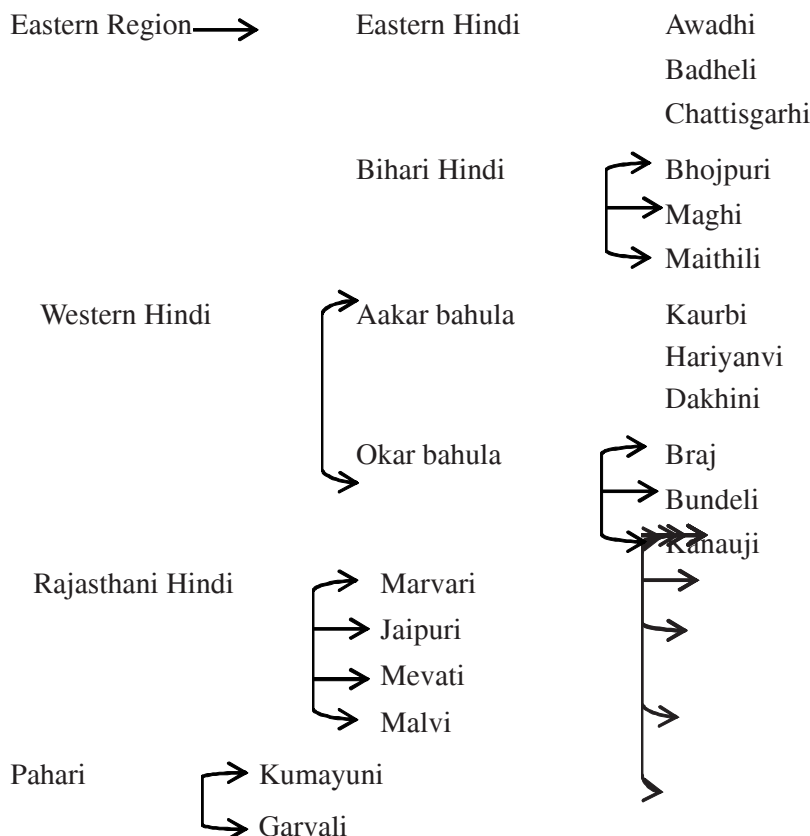 Eastern Region Eastern Hindi Awadhi
Badheli
Chattisgarhi
Bihari Hindi Bhojpuri
Maghi
Maithili
Western Hindi Aakar bahula Kaurbi
Hariyanvi
Dakhini
Okar bahula Braj
Bundeli
Kanauji
Rajasthani Hindi Marvari
Jaipuri
Mevati
Malvi
Pahari Kumayuni
Garvali